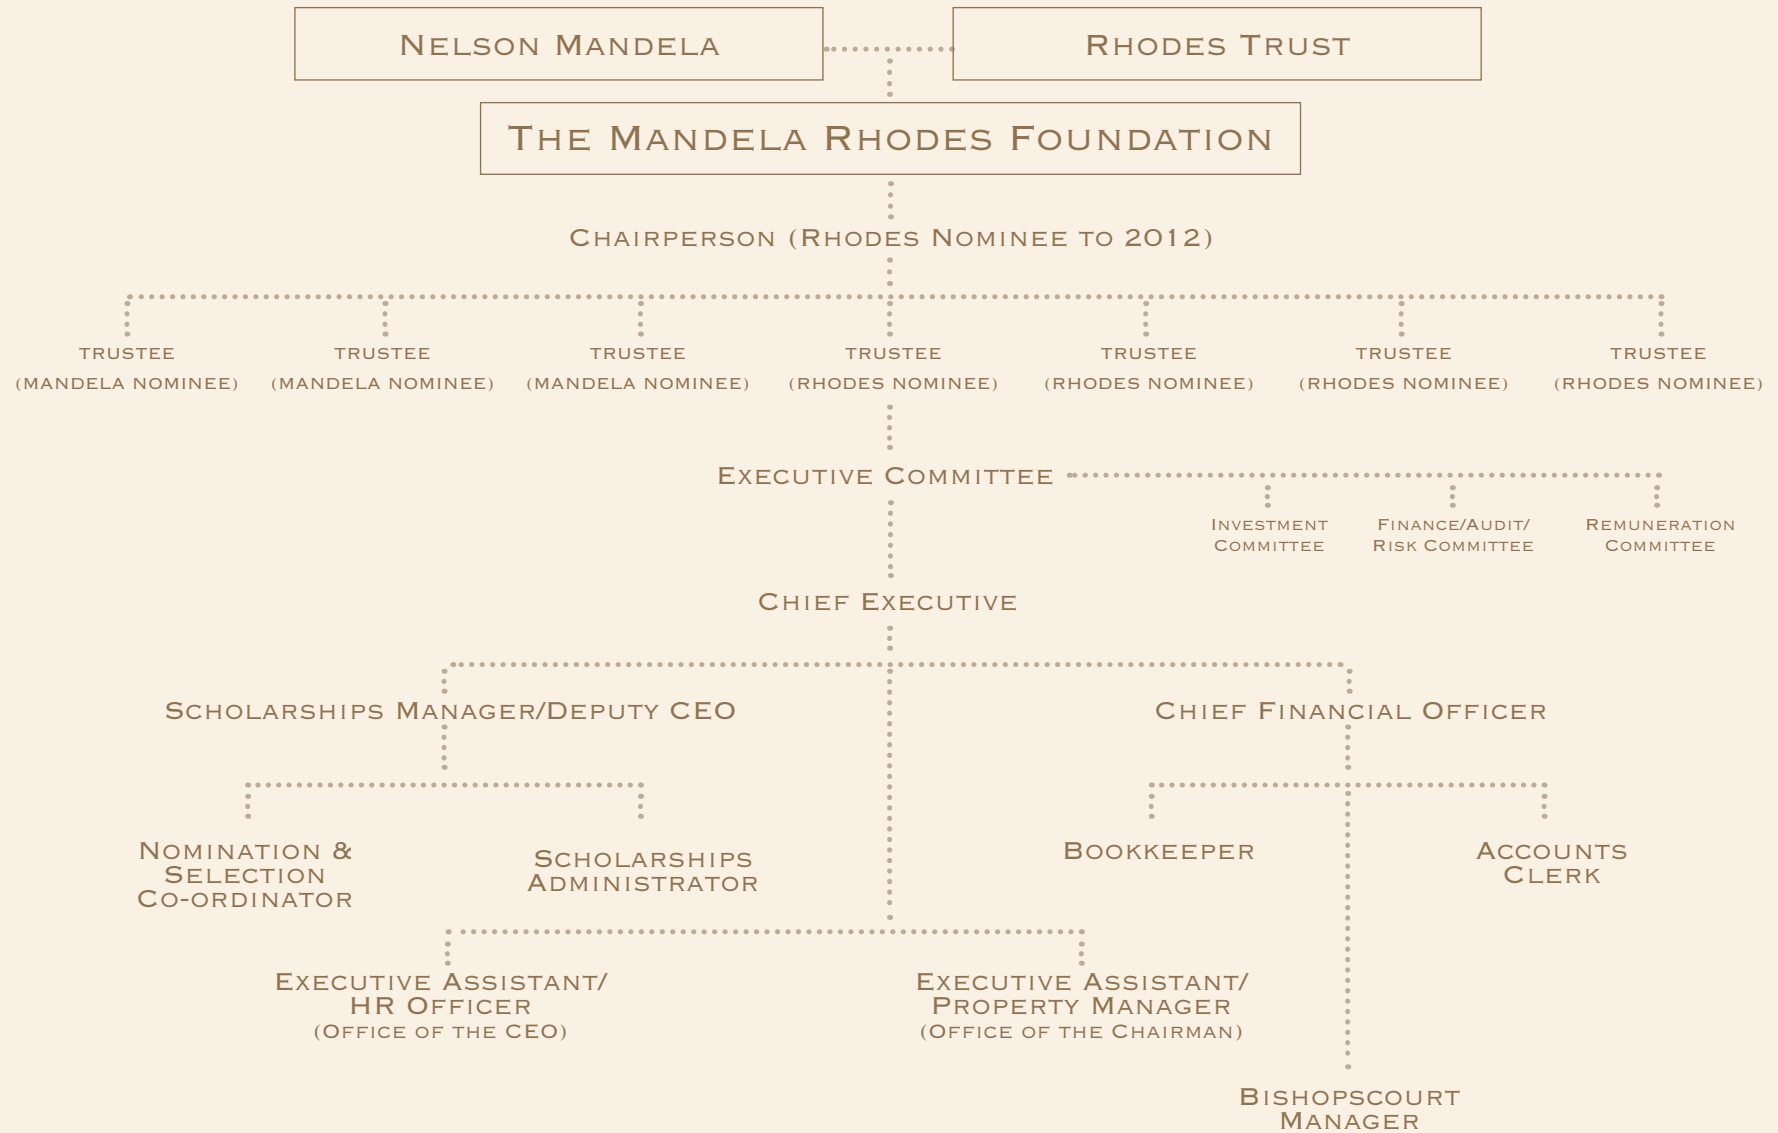 Nelson Mandela
Rhodes Trust
The Mandela Rhodes Foundation
Chairperson (Rhodes Nominee to 2012)
trustee
(Mandela nominee)
trustee
(Mandela nominee)
trustee
(Mandela nominee)
trustee
(Rhodes nominee)
trustee
(Rhodes nominee)
trustee
(Rhodes nominee)
trustee
(Rhodes nominee)
Executive Committee
Investment
Committee
Finance/Audit/
Risk Committee
Remuneration
Committee
Chief Executive
Scholarships Manager/Deputy CEO
Chief Financial Officer
Nomination &
Selection
Co-ordinator
Scholarships
Administrator
Bookkeeper
Accounts
Clerk
Executive Assistant/
HR Officer
(Office of the CEO)
Executive Assistant/
Property Manager
(Office of the Chairman)
Bishopscourt
Manager